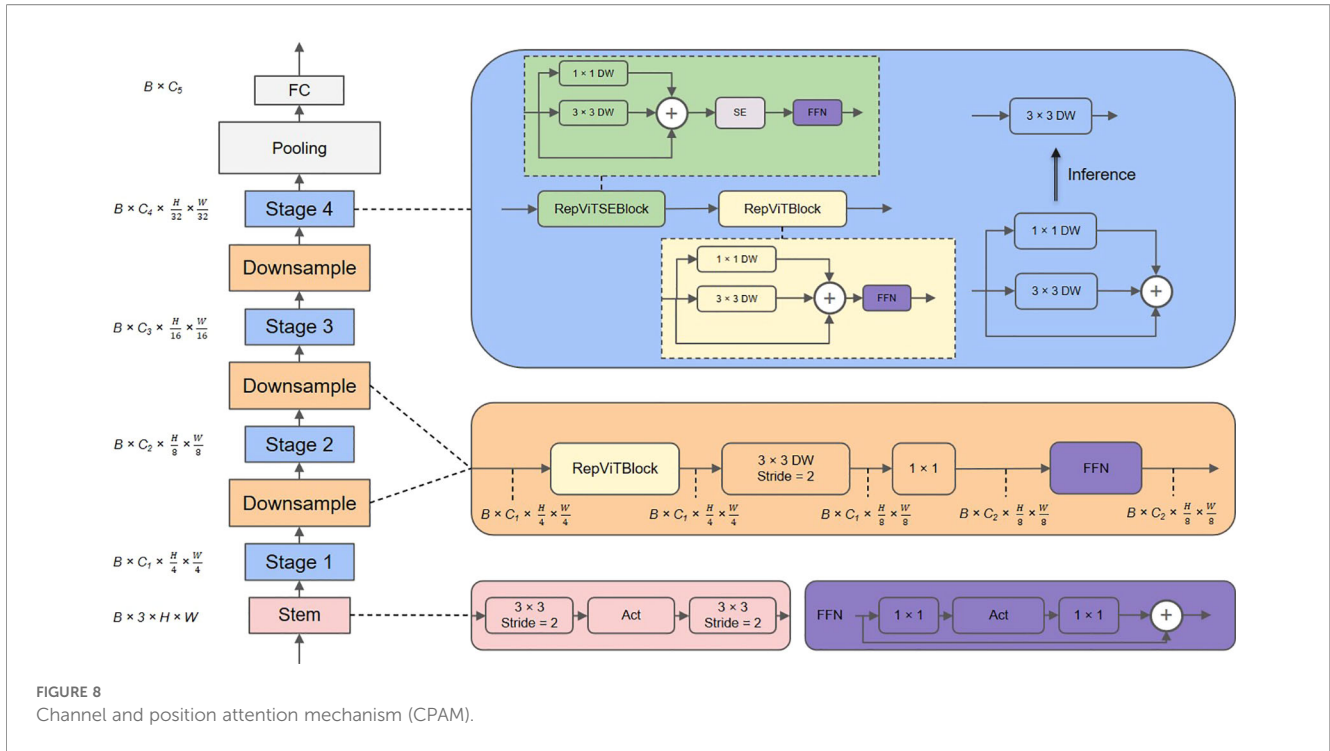 B × C₅
FC
Pooling
B × C₄ × H/32 × W/32
Stage 4
Downsample
B × C₃ × H/16 × W/16
Stage 3
Downsample
B × C₂ × H/8 × W/8
Stage 2
Downsample
B × C₁ × H/4 × W/4
Stage 1
B × 3 × H × W
Stem
1 × 1 DW
3 × 3 DW
+
SE
FFN
RepViTSEBlock
RepViTBlock
1 × 1 DW
3 × 3 DW
+
FFN
3 × 3 DW
Inference
1 × 1 DW
3 × 3 DW
+
RepViTBlock
3 × 3 DW
Stride = 2
1 × 1
FFN
B × C₁ × H/4 × W/4
B × C₁ × H/4 × W/4
B × C₁ × H/8 × W/8
B × C₂ × H/8 × W/8
B × C₂ × H/8 × W/8
3 × 3
Stride = 2
Act
3 × 3
Stride = 2
FFN
1 × 1
Act
1 × 1
+
FIGURE 8
Channel and position attention mechanism (CPAM).